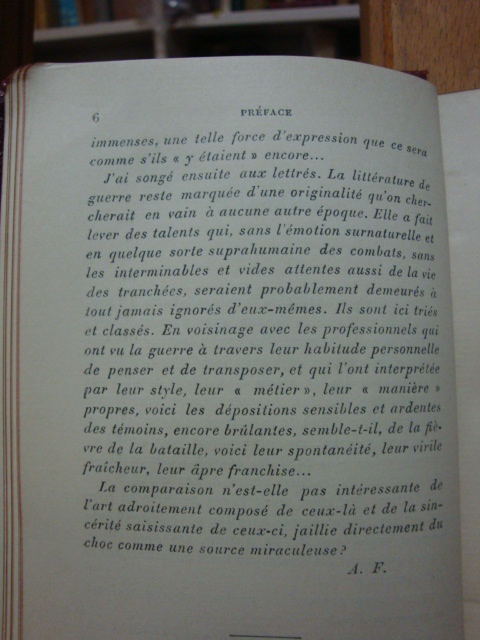 6
PRÉFACE
immenses, une telle force d'expression que ce sera
comme s'ils « y étaient » encore...
J'ai songé ensuite aux lettrés. La littérature de
guerre reste marquée d'une originalité qu'on cher-
cherait en vain à aucune autre époque. Elle a fait
lever des talents qui, sans l'émotion surnaturelle et
en quelque sorte suprahumaine des combats, sans
les interminables et vides attentes aussi de la vie
des tranchées, seraient probablement demeurés à
tout jamais ignorés d'eux-mêmes. Ils sont ici triés
et classés. En voisinage avec les professionnels qui
ont vu la guerre à travers leur habitude personnelle
de penser et de transposer, et qui l'ont interprétée
par leur style, leur « métier », leur « manière »
propres, voici les dépositions sensibles et ardentes
des témoins, encore brûlantes, semble-t-il, de la fiè-
vre de la bataille, voici leur spontanéité, leur virile
fraîcheur, leur âpre franchise...
La comparaison n'est-elle pas intéressante de
l'art adroitement composé de ceux-là et de la sin-
cérité saisissante de ceux-ci, jaillie directement du
choc comme une source miraculeuse ?
A. F.